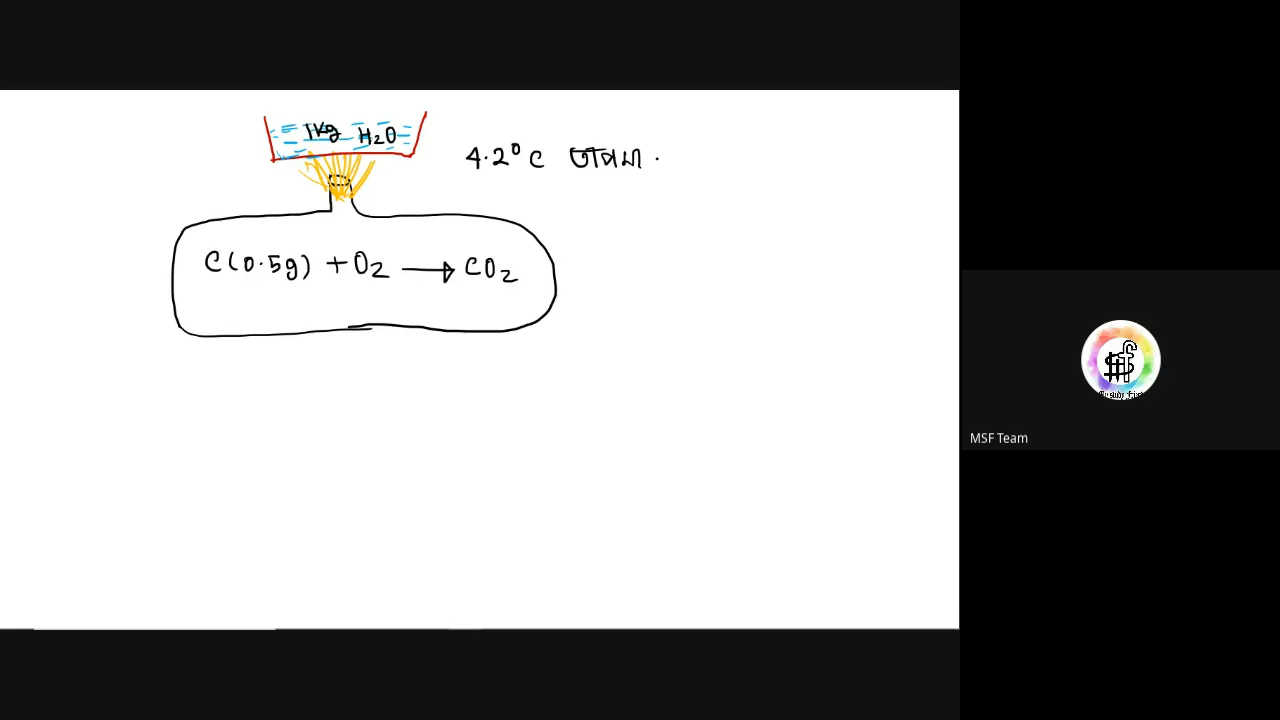 1kg H₂O
4.2° C তাপমা.
C(0.5g) + O₂ → CO₂
MSF Team